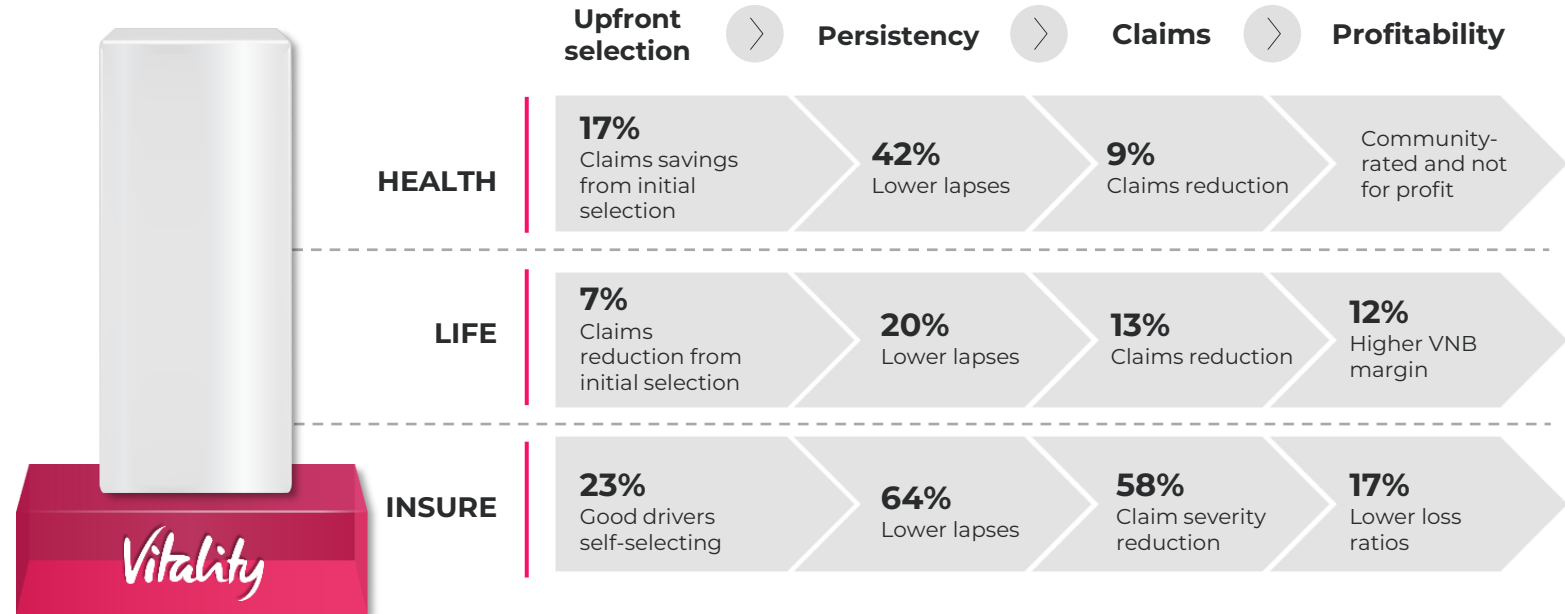 Upfront
selection
Persistency
Claims
Profitability
HEALTH
17%
Claims savings
from initial
selection
42%
Lower lapses
9%
Claims reduction
Community-
rated and not
for profit
LIFE
7%
Claims
reduction from
initial selection
20%
Lower lapses
13%
Claims reduction
12%
Higher VNB
margin
INSURE
23%
Good drivers
self-selecting
64%
Lower lapses
58%
Claim severity
reduction
17%
Lower loss
ratios
Vitality